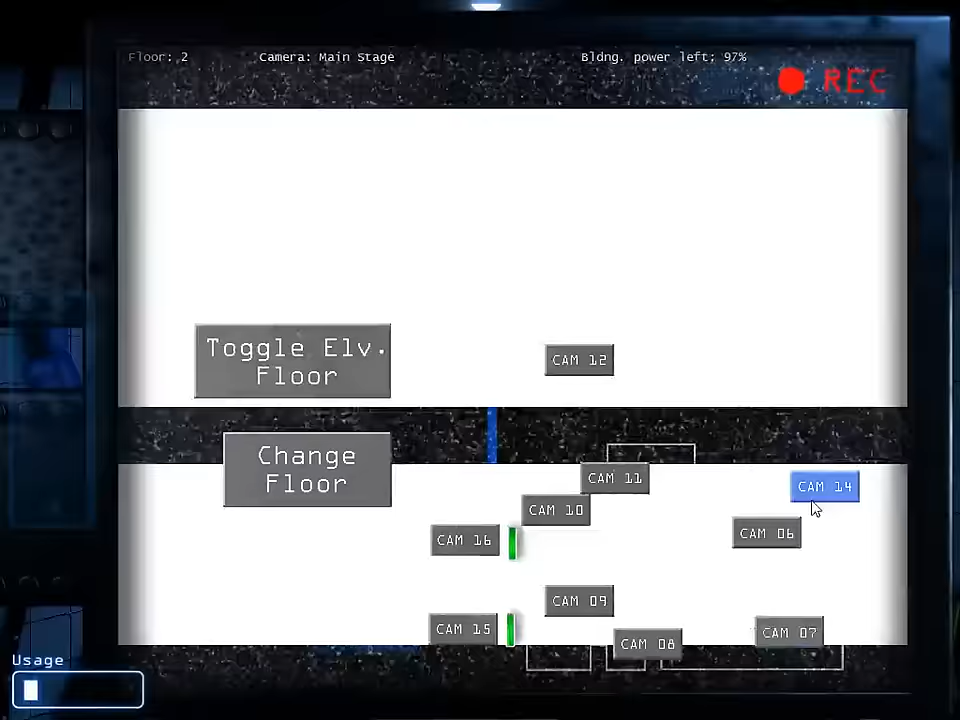 Floor: 2
Camera: Main Stage
Bldng. power left; 97%
REC
Toggle Elv.
Floor
CAM 12
Change
Floor
CAM 11
CAM 14
CAM 10
CAM 06
CAM 16
CAM 09
CAM 15
CAM 07
CAM 08
Usage